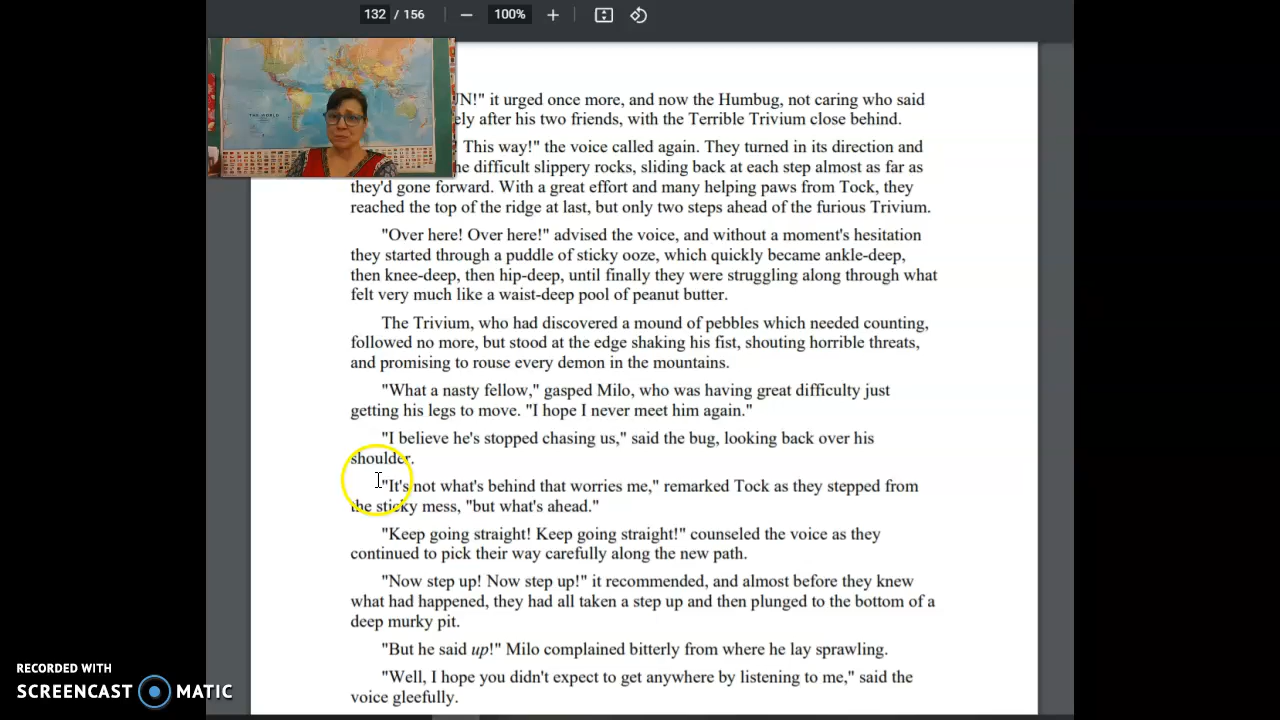 132 / 156
100%
UN!" it urged once more, and now the Humbug, not caring who said
ely after his two friends, with the Terrible Trivium close behind.
This way!" the voice called again. They turned in its direction and
ne difficult slippery rocks, sliding back at each step almost as far as
they'd gone forward. With a great effort and many helping paws from Tock, they
reached the top of the ridge at last, but only two steps ahead of the furious Trivium.
"Over here! Over here!" advised the voice, and without a moment's hesitation
they started through a puddle of sticky ooze, which quickly became ankle-deep,
then knee-deep, then hip-deep, until finally they were struggling along through what
felt very much like a waist-deep pool of peanut butter.
The Trivium, who had discovered a mound of pebbles which needed counting,
followed no more, but stood at the edge shaking his fist, shouting horrible threats,
and promising to rouse every demon in the mountains.
"What a nasty fellow," gasped Milo, who was having great difficulty just
getting his legs to move. "I hope I never meet him again."
"I believe he's stopped chasing us," said the bug, looking back over his
shoulder.
"It's not what's behind that worries me," remarked Tock as they stepped from
the sticky mess, "but what's ahead."
"Keep going straight! Keep going straight!" counseled the voice as they
continued to pick their way carefully along the new path.
"Now step up! Now step up!" it recommended, and almost before they knew
what had happened, they had all taken a step up and then plunged to the bottom of a
deep murky pit.
"But he said up!" Milo complained bitterly from where he lay sprawling.
"Well, I hope you didn't expect to get anywhere by listening to me," said the
voice gleefully.
RECORDED WITH
SCREENCAST MATIC
THE WORLD